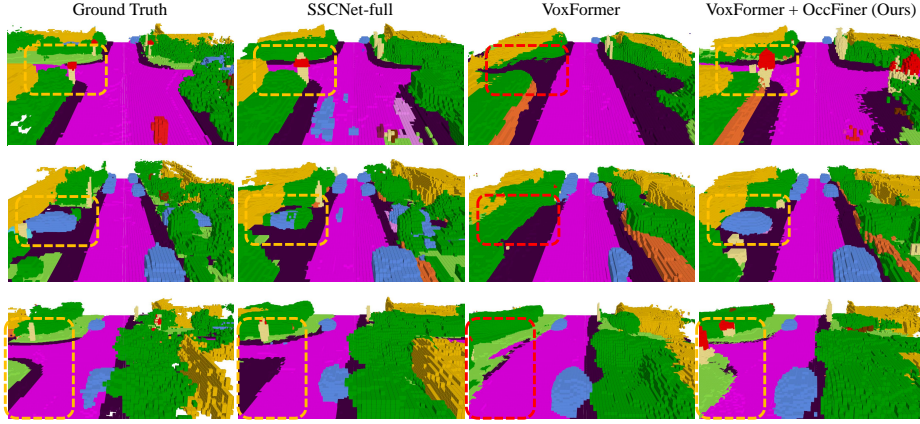 Ground Truth
SSCNet-full
VoxFormer
VoxFormer + OccFiner (Ours)